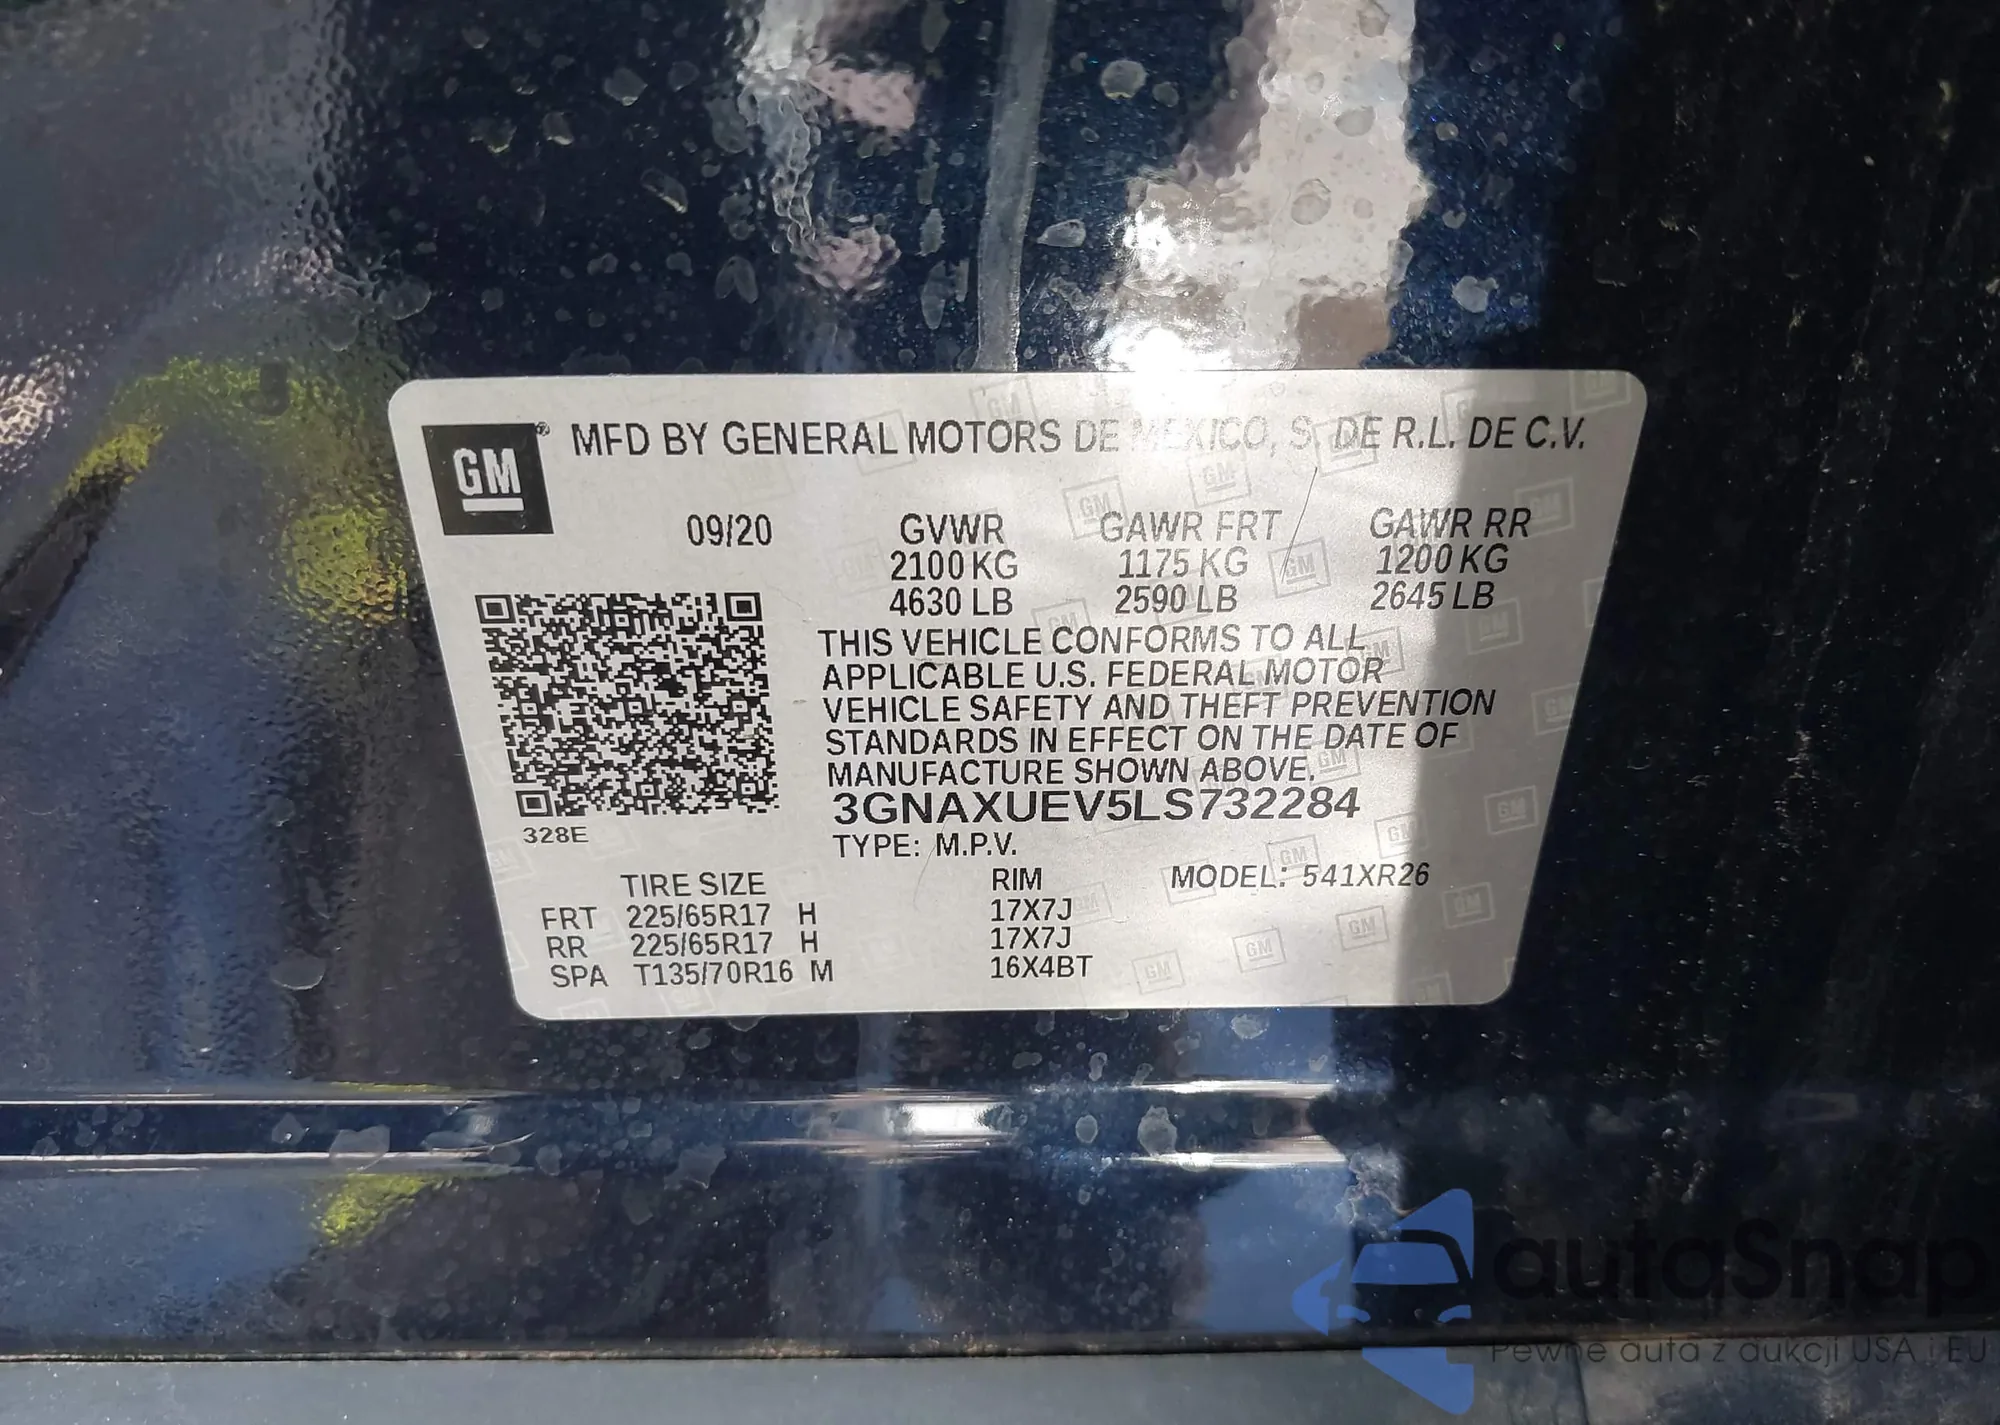 GM® MFD BY GENERAL MOTORS DE MEXICO, S. DE R.L. DE C.V.
09/20 GVWR GAWR FRT GAWR RR
2100 KG 1175 KG 1200 KG
4630 LB 2590 LB 2645 LB
THIS VEHICLE CONFORMS TO ALL
APPLICABLE U.S. FEDERAL MOTOR
VEHICLE SAFETY AND THEFT PREVENTION
STANDARDS IN EFFECT ON THE DATE OF
MANUFACTURE SHOWN ABOVE.
3GNAXUEV5LS732284
328E
TYPE: M.P.V.
TIRE SIZE RIM MODEL: 541XR26
FRT 225/65R17 H 17X7J
RR 225/65R17 H 17X7J
SPA T135/70R16 M 16X4BT
autaSnap
Pewne auta z aukcji USA i EU